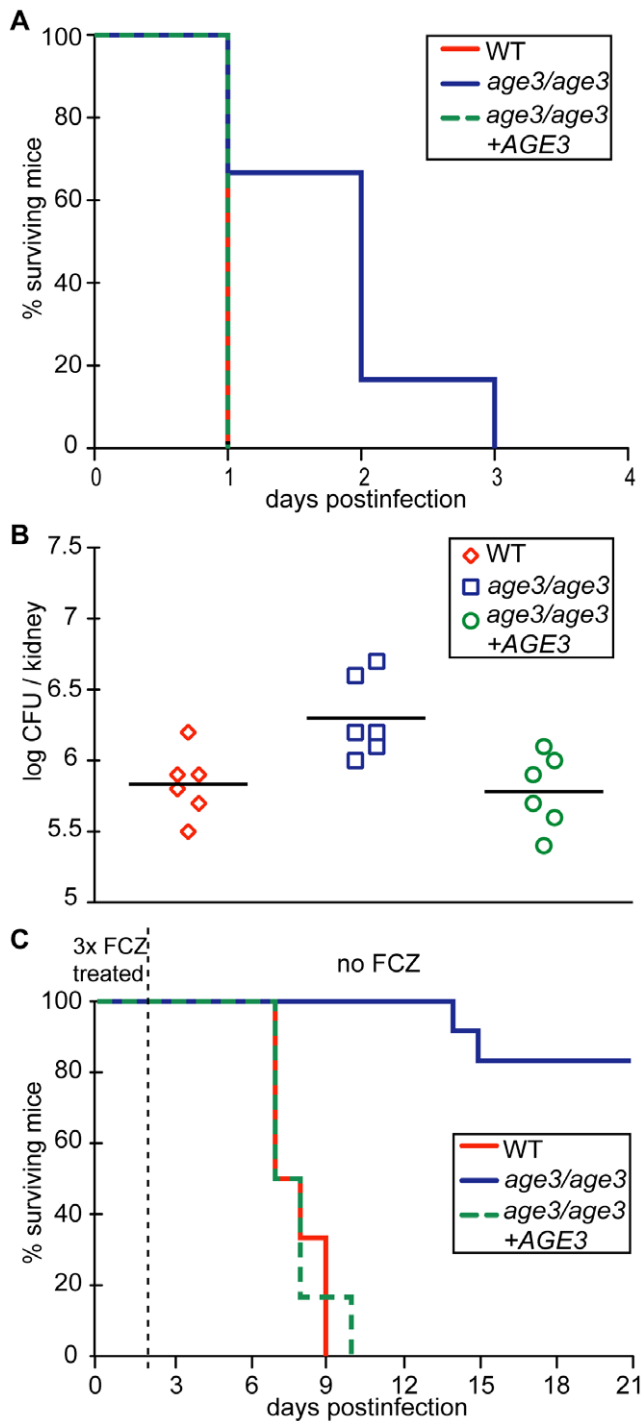 A
100
80
60
40
20
0
% surviving mice
WT
age3/age3
age3/age3
+AGE3
0
1
2
3
4
days postinfection
B
7.5
7
6.5
6
5.5
5
log CFU / kidney
WT
age3/age3
age3/age3
+AGE3
C
3x FCZ
treated
no FCZ
100
80
60
40
20
0
% surviving mice
WT
age3/age3
age3/age3
+AGE3
3
6
9
12
15
18
21
days postinfection